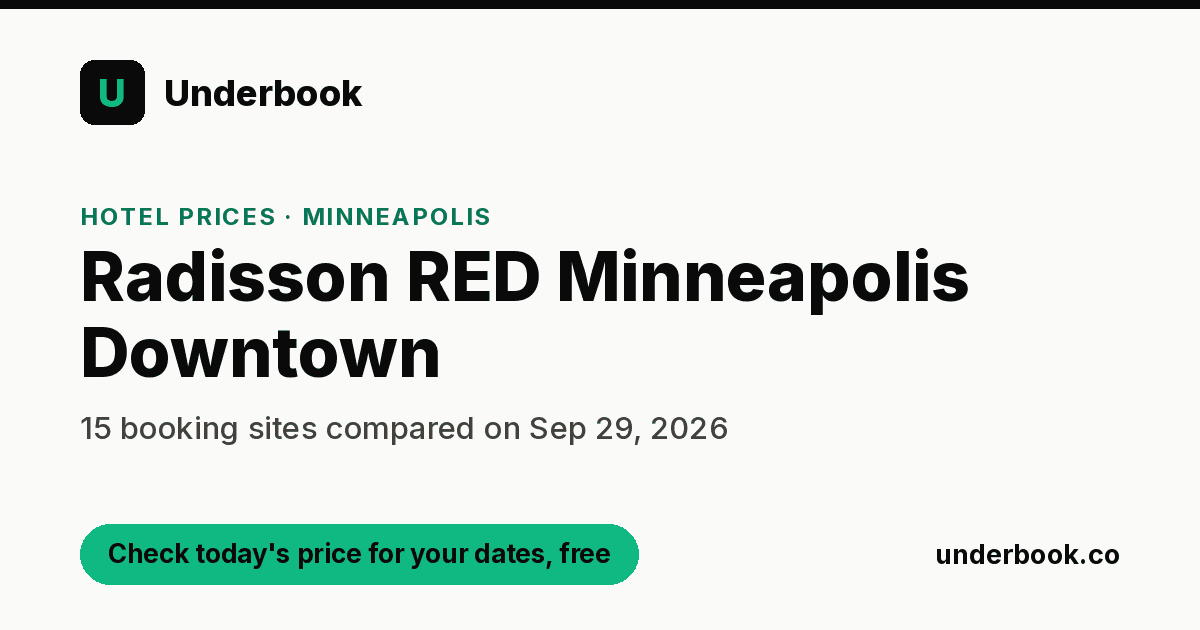 U
Underbook
HOTEL PRICES · MINNEAPOLIS
Radisson RED Minneapolis
Downtown
15 booking sites compared on Sep 29, 2026
Check today's price for your dates, free
underbook.co